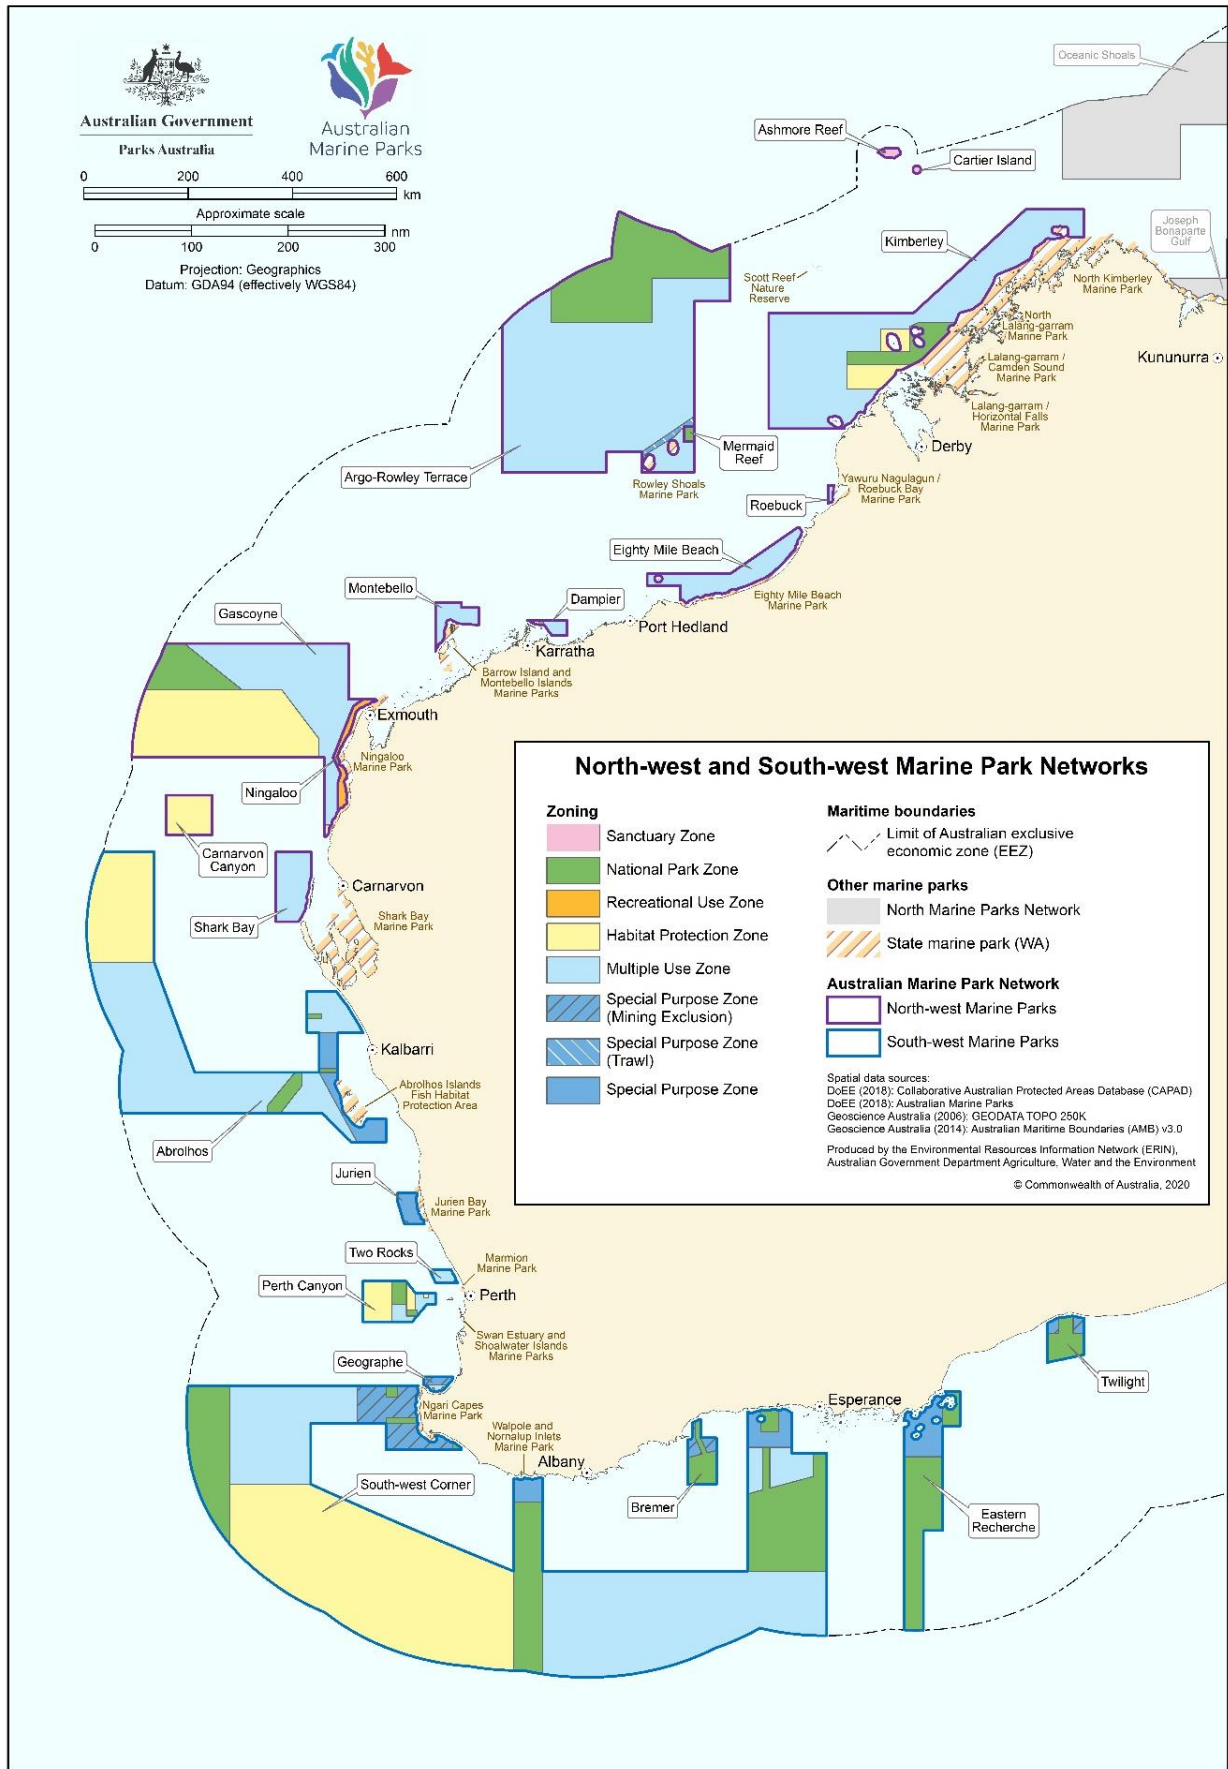 Australian Government
Parks Australia
Australian
Marine Parks
0 200 400 600
km
Approximate scale
nm
0 100 200 300
Projection: Geographics
Datum: GDA94 (effectively WGS84)
Oceanic Shoals
Ashmore Reef
Cartier Island
Joseph
Bonaparte
Gulf
Kimberley
Scott Reef
Nature
Reserve
North Kimberley
Marine Park
North
Lalang-garram
Marine Park
Kununurra
Lalang-garram /
Camden Sound
Marine Park
Lalang-garram /
Horizontal Falls
Marine Park
Derby
Mermaid
Reef
Argo-Rowley Terrace
Rowley Shoals
Marine Park
Yawuru Nagulagun /
Roebuck Bay
Marine Park
Roebuck
Eighty Mile Beach
Eighty Mile Beach
Marine Park
Montebello
Dampier
Port Hedland
Karratha
Gascoyne
Barrow Island and
Montebello Islands
Marine Parks
Exmouth
Ningaloo
Marine Park
Ningaloo
Carnarvon
Canyon
Carnarvon
Shark Bay
Shark Bay
Marine Park
Kalbarri
Abrolhos Islands
Fish Habitat
Protection Area
Abrolhos
Jurien
Jurien Bay
Marine Park
Two Rocks
Marmion
Marine Park
Perth Canyon
Perth
Swan Estuary and
Shoalwater Islands
Marine Parks
Geographe
Ngari Capes
Marine Park
Walpole and
Nornalup Inlets
Marine Park
Albany
South-west Corner
Bremer
Esperance
Eastern
Recherche
Twilight
North-west and South-west Marine Park Networks
Zoning
Sanctuary Zone
National Park Zone
Recreational Use Zone
Habitat Protection Zone
Multiple Use Zone
Special Purpose Zone
(Mining Exclusion)
Special Purpose Zone
(Trawl)
Special Purpose Zone
Maritime boundaries
Limit of Australian exclusive
economic zone (EEZ)
Other marine parks
North Marine Parks Network
State marine park (WA)
Australian Marine Park Network
North-west Marine Parks
South-west Marine Parks
Spatial data sources:
DoEE (2018): Collaborative Australian Protected Areas Database (CAPAD)
DoEE (2018): Australian Marine Parks
Geoscience Australia (2006): GEODATA TOPO 250K
Geoscience Australia (2014): Australian Maritime Boundaries (AMB) v3.0
Produced by the Environmental Resources Information Network (ERIN),
Australian Government Department Agriculture, Water and the Environment
© Commonwealth of Australia, 2020